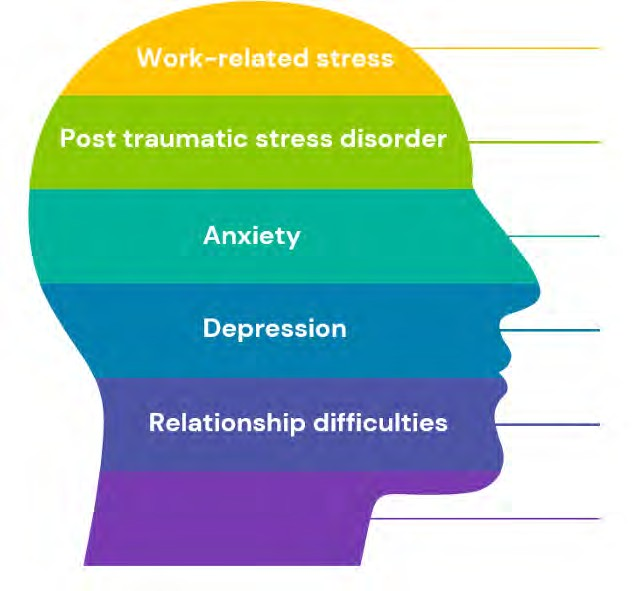 Work-related stress
Post traumatic stress disorder
Anxiety
Depression
Relationship difficulties